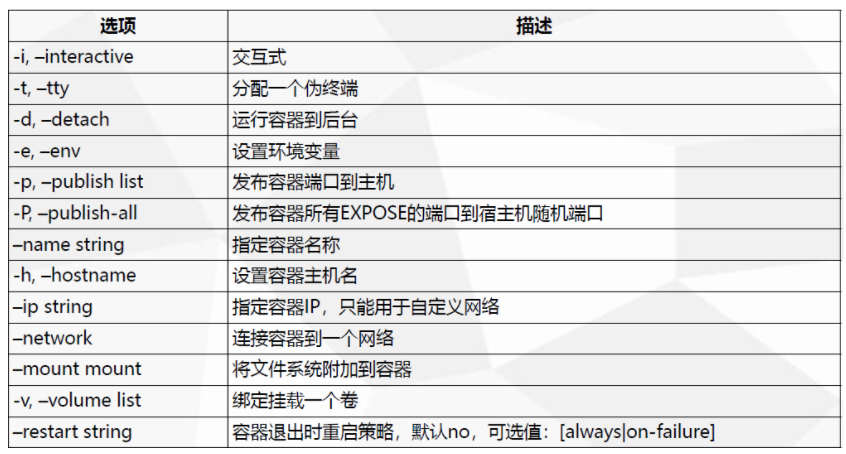 选项 描述
-i, –interactive 交互式
-t, –tty 分配一个伪终端
-d, –detach 运行容器到后台
-e, –env 设置环境变量
-p, –publish list 发布容器端口到主机
-P, –publish-all 发布容器所有EXPOSE的端口到宿主机随机端口
–name string 指定容器名称
-h, –hostname 设置容器主机名
–ip string 指定容器IP，只能用于自定义网络
–network 连接容器到一个网络
–mount mount 将文件系统附加到容器
-v, –volume list 绑定挂载一个卷
–restart string 容器退出时重启策略，默认no，可选值：[always|on-failure]